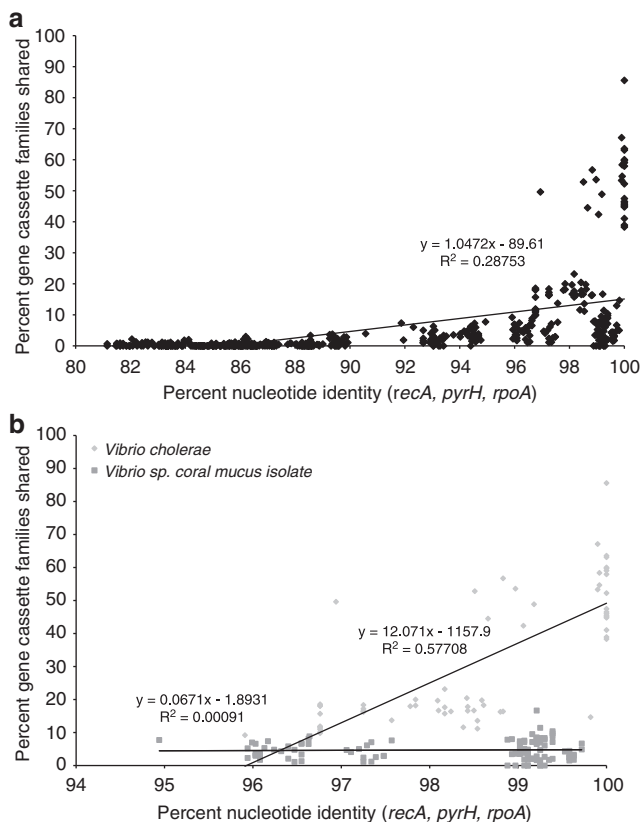 a
Percent gene cassette families shared
100
90
80
70
60
50
40
30
20
10
0
y = 1.0472x - 89.61
R² = 0.28753
80 82 84 86 88 90 92 94 96 98 100
Percent nucleotide identity (recA, pyrH, rpoA)
b
Percent gene cassette families shared
100
90
80
70
60
50
40
30
20
10
0
Vibrio cholerae
Vibrio sp. coral mucus isolate
y = 12.071x - 1157.9
R² = 0.57708
y = 0.0671x - 1.8931
R² = 0.00091
94 95 96 97 98 99 100
Percent nucleotide identity (recA, pyrH, rpoA)